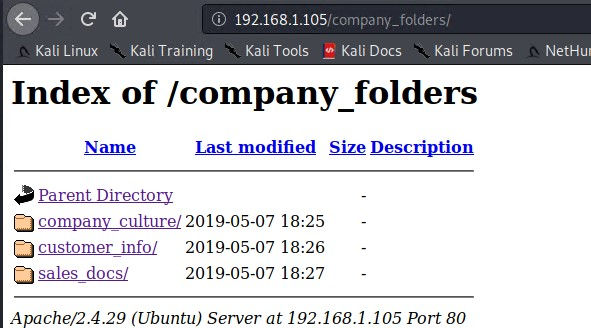 192.168.1.105/company_folders/
Kali Linux Kali Training Kali Tools Kali Docs Kali Forums NetHu
Index of /company_folders
Name Last modified Size Description
Parent Directory -
company_culture/ 2019-05-07 18:25 -
customer_info/ 2019-05-07 18:26 -
sales_docs/ 2019-05-07 18:27 -
Apache/2.4.29 (Ubuntu) Server at 192.168.1.105 Port 80